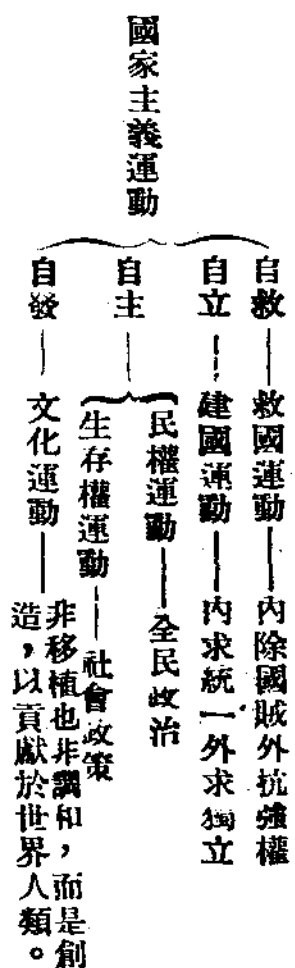 國家主義運動
自救——救國運動——內除國賊外抗強權
自立——建國運動——內求統一外求獨立
自主
民權運動——全民政治
生存權運動——社會政策
自發——文化運動——非移植也非調和，而是創
造，以貢獻於世界人類。